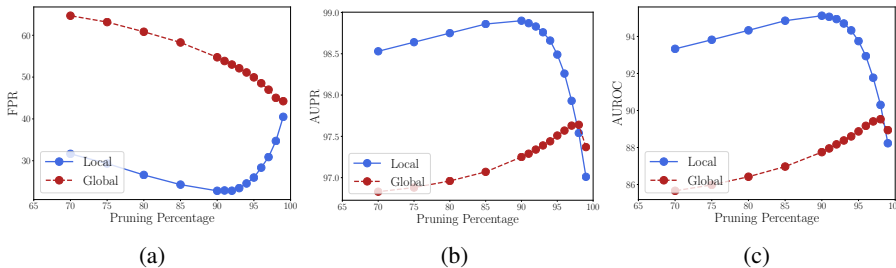 FPR
60
50
40
30
Local
Global
65 70 75 80 85 90 95 100
Pruning Percentage
(a)
AUPR
99.0
98.5
98.0
97.5
97.0
Local
Global
65 70 75 80 85 90 95 100
Pruning Percentage
(b)
AUROC
94
92
90
88
86
Local
Global
65 70 75 80 85 90 95 100
Pruning Percentage
(c)